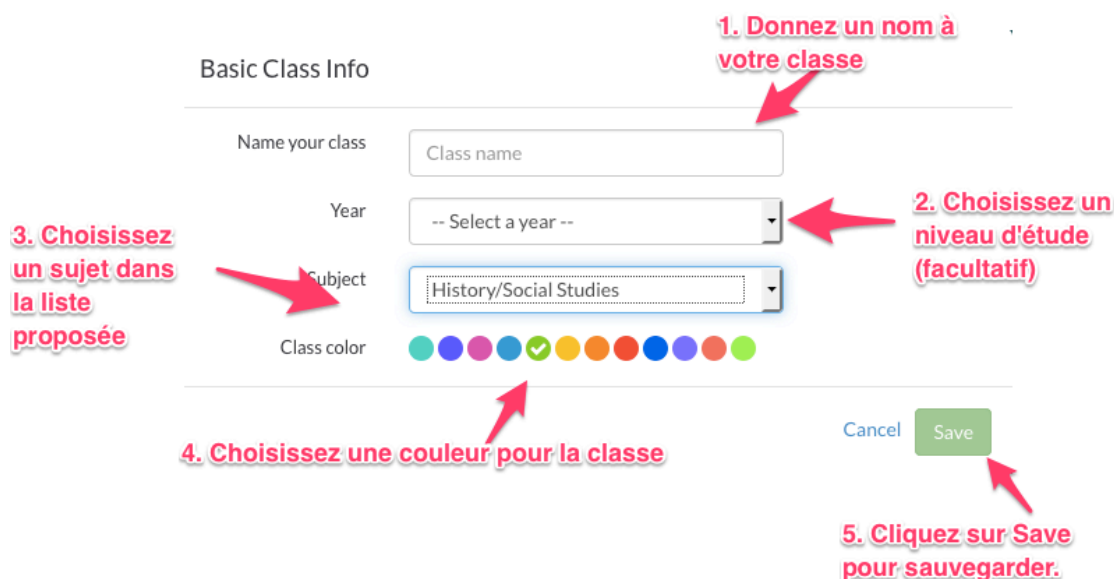 1. Donnez un nom à
votre classe
Basic Class Info
Name your class
Class name
Year
-- Select a year --
2. Choisissez un
niveau d'étude
(facultatif)
3. Choisissez
un sujet dans
la liste
proposée
Subject
History/Social Studies
Class color
4. Choisissez une couleur pour la classe
Cancel
Save
5. Cliquez sur Save
pour sauvegarder.